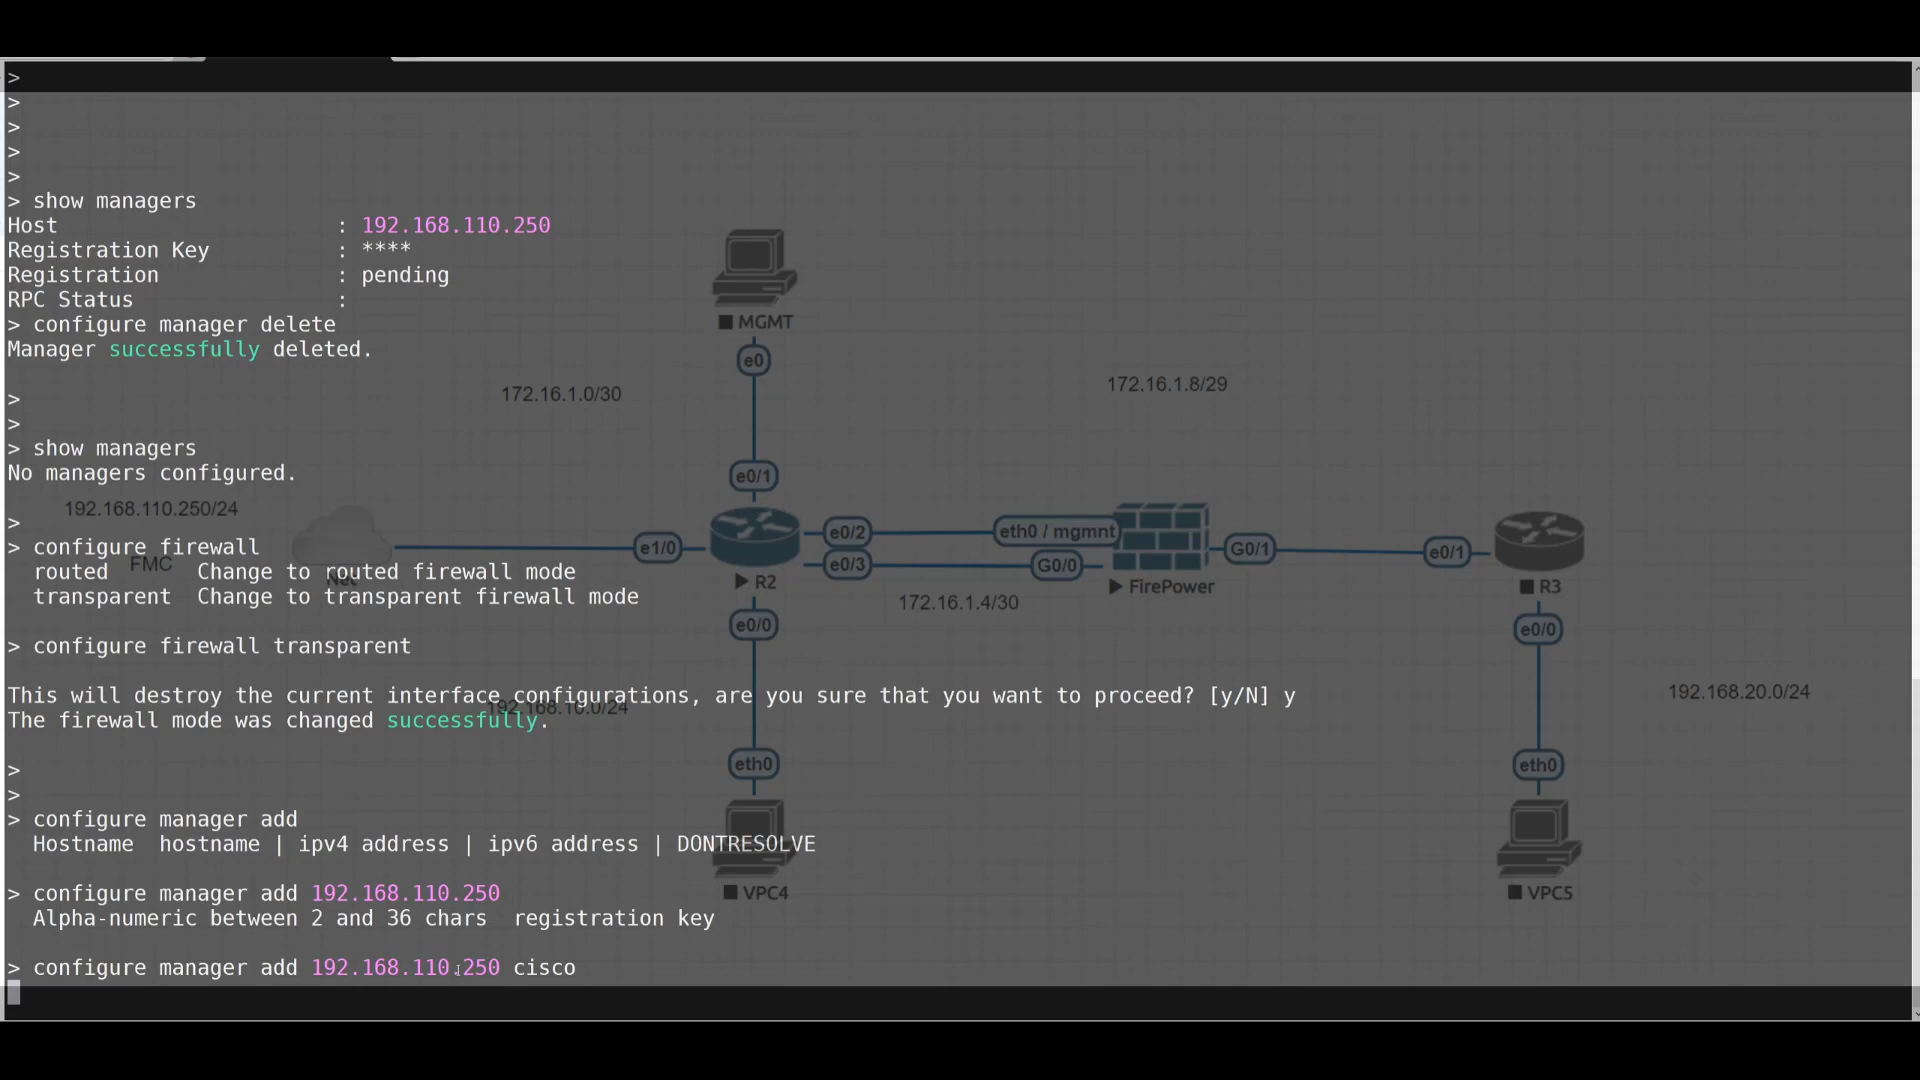 >
>
>
>
>
> show managers
Host : 192.168.110.250
Registration Key : ****
Registration : pending
RPC Status :
> configure manager delete
Manager successfully deleted.
>
>
> show managers
No managers configured.
>
> configure firewall
routed Change to routed firewall mode
transparent Change to transparent firewall mode
> configure firewall transparent
This will destroy the current interface configurations, are you sure that you want to proceed? [y/N] y
The firewall mode was changed successfully.
>
>
> configure manager add
Hostname hostname | ipv4 address | ipv6 address | DONTRESOLVE
> configure manager add 192.168.110.250
Alpha-numeric between 2 and 36 chars registration key
> configure manager add 192.168.110.250 cisco
MGMT
e0
172.16.1.0/30
172.16.1.8/29
e0/1
192.168.110.250/24
FMC
Net
e1/0
e0/2
e0/3
R2
eth0 / mgmnt
G0/0
FirePower
G0/1
e0/1
R3
172.16.1.4/30
e0/0
e0/0
192.168.10.0/24
192.168.20.0/24
eth0
eth0
VPC4
VPC5